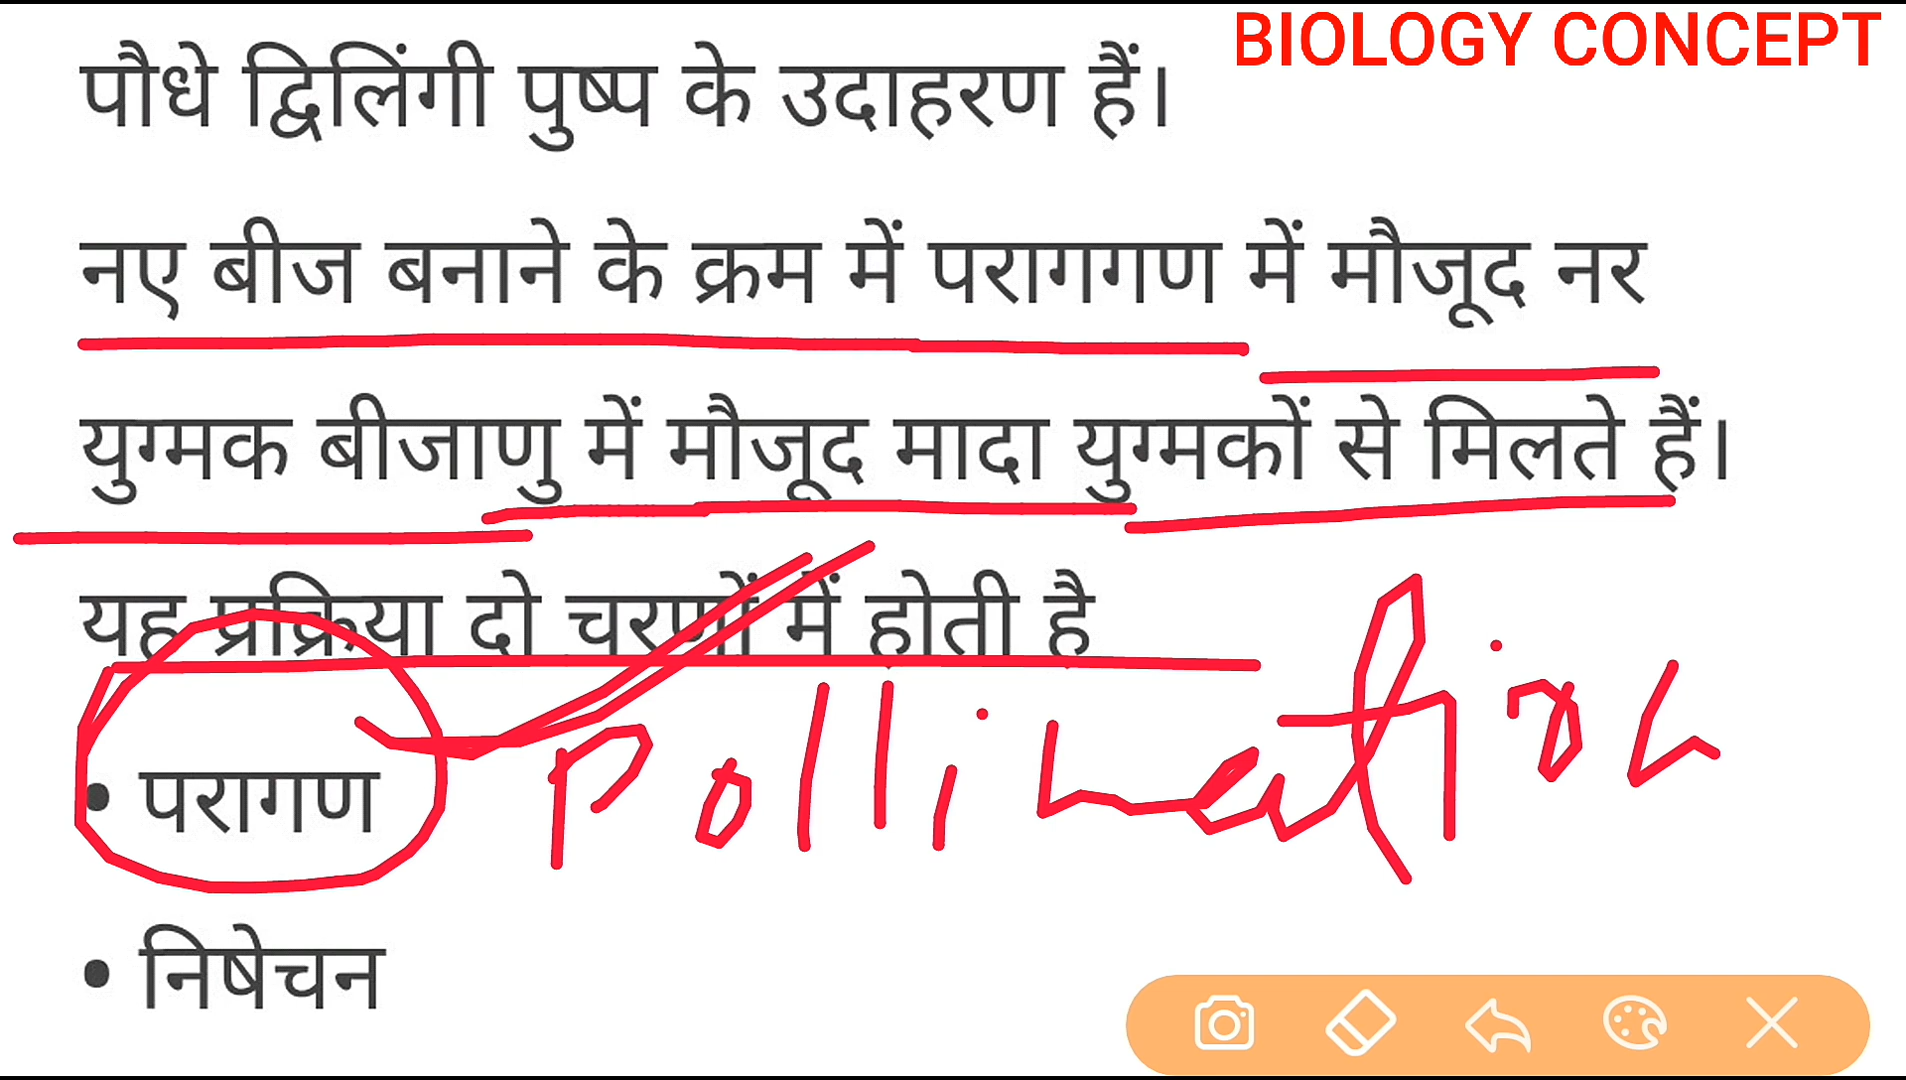 BIOLOGY CONCEPT
पौधे द्विलिंगी पुष्प के उदाहरण हैं।
नए बीज बनाने के क्रम में परागगण में मौजूद नर
युग्मक बीजाणु में मौजूद मादा युग्मकों से मिलते हैं।
यह प्रक्रिया दो चरणों में होती है
• परागण
Pollination
• निषेचन